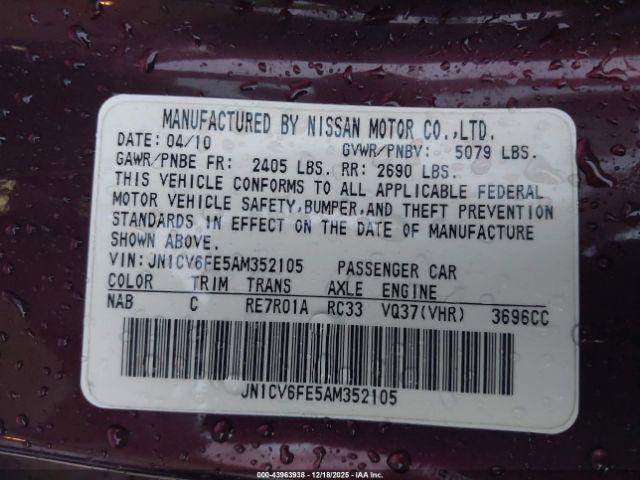 MANUFACTURED BY NISSAN MOTOR CO.,LTD.
DATE: 04/10 GVWR/PNBV: 5079 LBS.
GAWR/PNBE FR: 2405 LBS. RR: 2690 LBS.
THIS VEHICLE CONFORMS TO ALL APPLICABLE FEDERAL
MOTOR VEHICLE SAFETY,BUMPER,AND THEFT PREVENTION
STANDARDS IN EFFECT ON THE DATE OF MANUFACTURE
SHOWN ABOVE.
VIN:JN1CV6FE5AM352105 PASSENGER CAR
COLOR TRIM TRANS AXLE ENGINE
NAB C RE7R01A RC33 VQ37(VHR) 3696CC
JN1CV6FE5AM352105
000-43963938 - 12/18/2025 - IAA Inc.